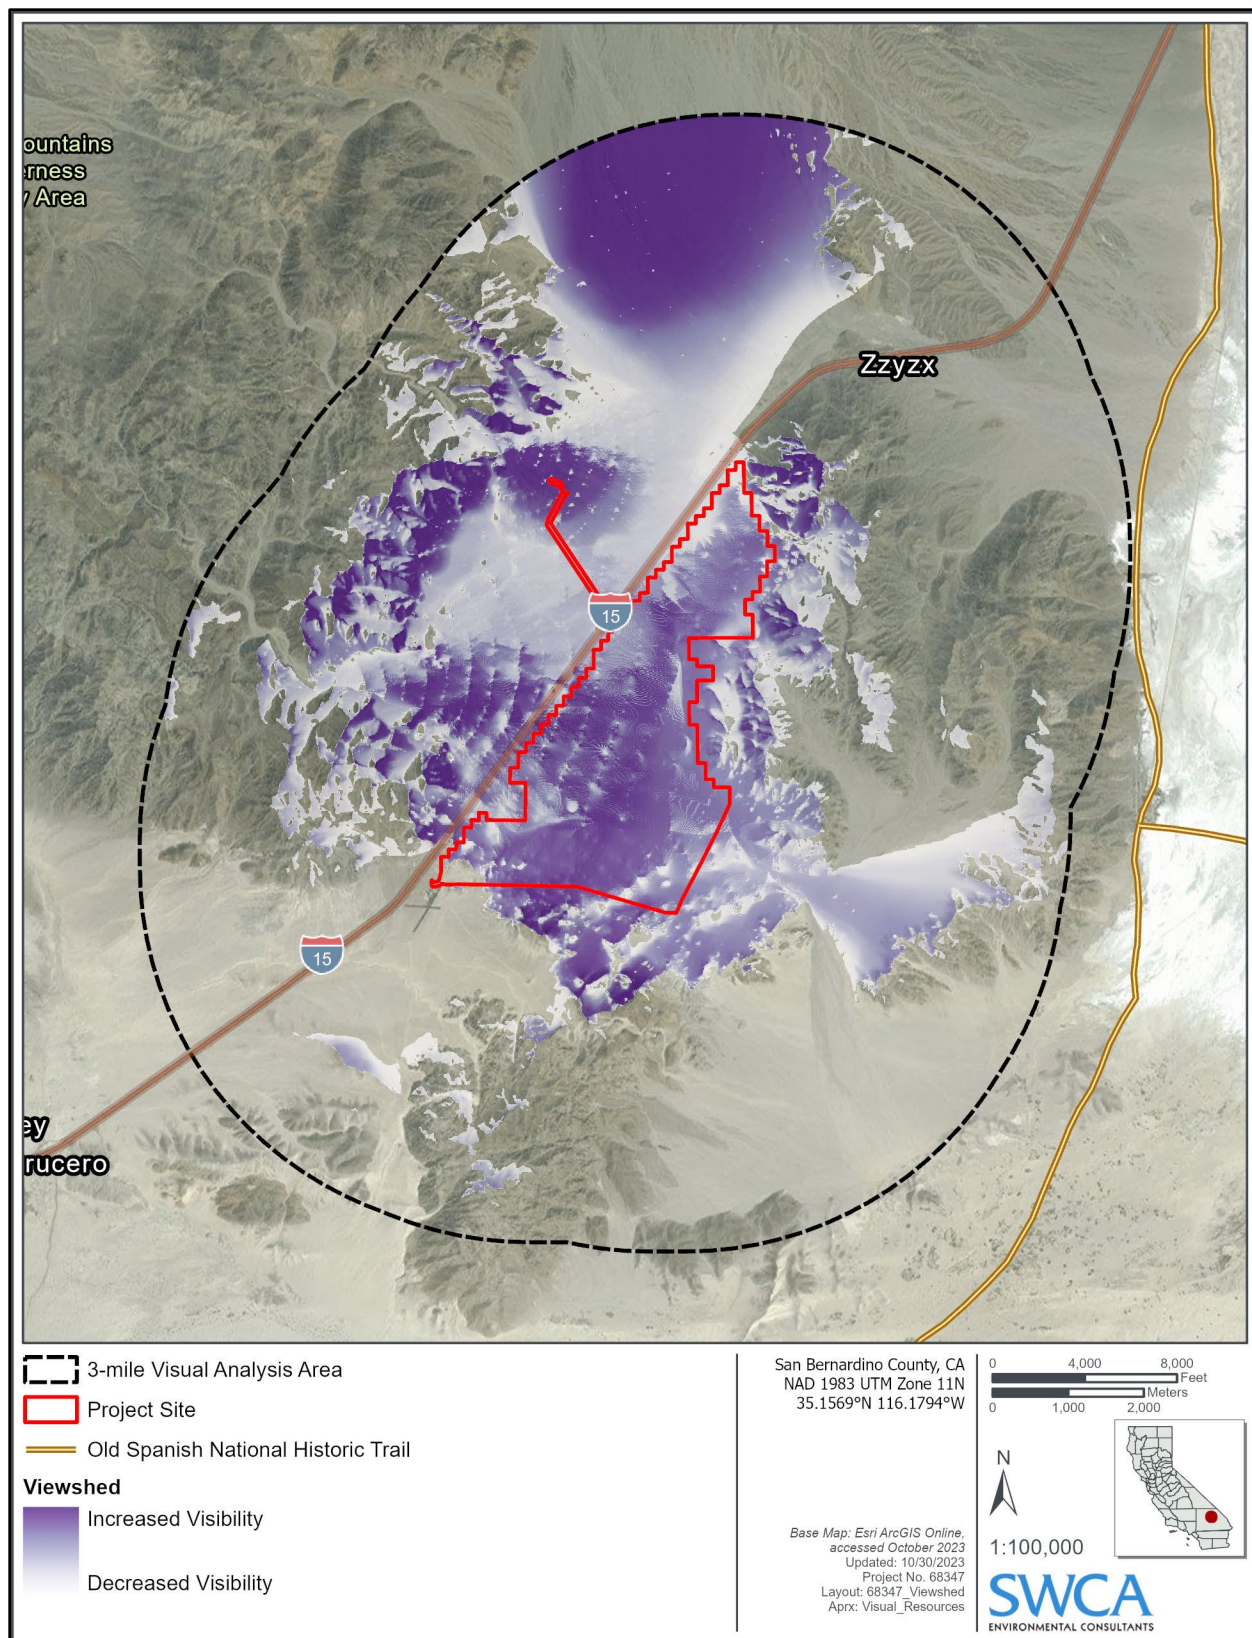 ountains
erness
y Area
Zzyzx
15
15
ey
rucero
3-mile Visual Analysis Area
Project Site
Old Spanish National Historic Trail
Viewshed
Increased Visibility
Decreased Visibility
San Bernardino County, CA
NAD 1983 UTM Zone 11N
35.1569°N 116.1794°W
Base Map: Esri ArcGIS Online,
accessed October 2023
Updated: 10/30/2023
Project No. 68347
Layout: 68347_Viewshed
Aprx: Visual_Resources
0 4,000 8,000
Feet
Meters
0 1,000 2,000
N
1:100,000
SWCA
ENVIRONMENTAL CONSULTANTS